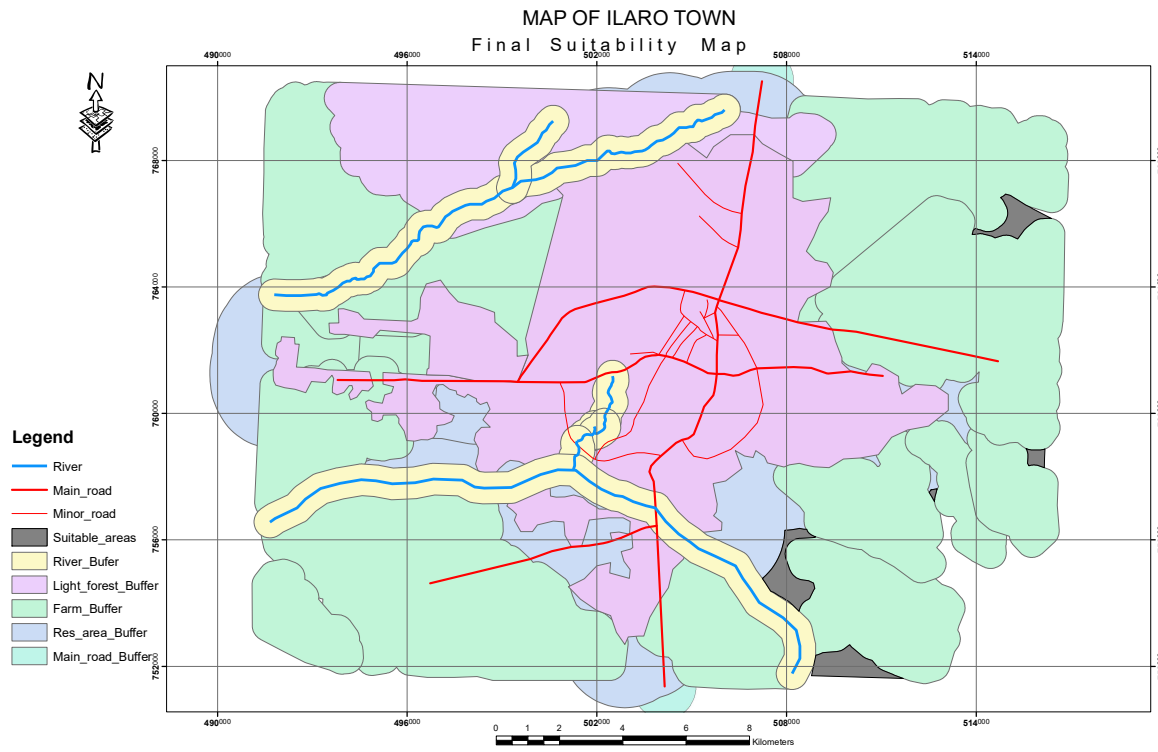 MAP OF ILARO TOWN
Final Suitability Map
490000 496000 502000 508000 514000
N
768000
764000
760000
756000
752000
Legend
River
Main_road
Minor_road
Suitable_areas
River_Bufer
Light_forest_Buffer
Farm_Buffer
Res_area_Buffer
Main_road_Buffer
490000 496000 502000 508000 514000
0 1 2 4 6 8
Kilometers